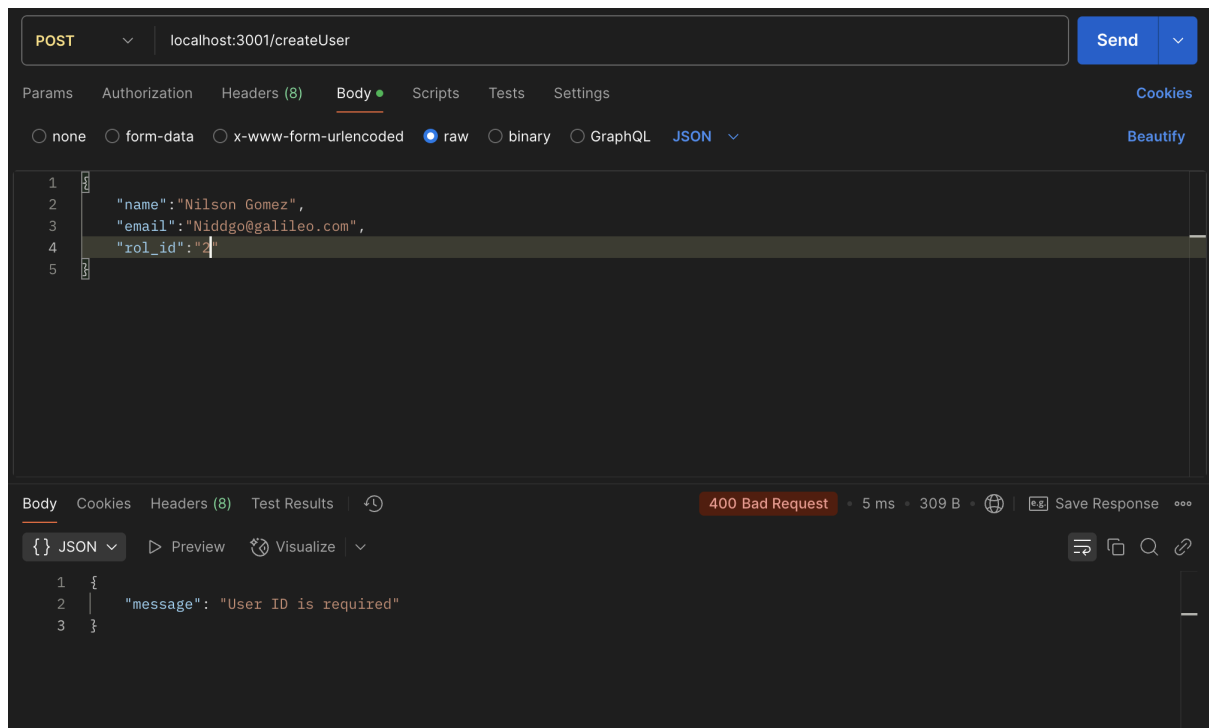 POST localhost:3001/createUser Send
Params Authorization Headers (8) Body Scripts Tests Settings Cookies
none form-data x-www-form-urlencoded raw binary GraphQL JSON Beautify
1 {
2 "name":"Nilson Gomez",
3 "email":"Niddgo@galileo.com",
4 "rol_id":"2"
5 }
Body Cookies Headers (8) Test Results 400 Bad Request • 5 ms • 309 B • e.g. Save Response
{} JSON Preview Visualize
1 {
2 "message": "User ID is required"
3 }